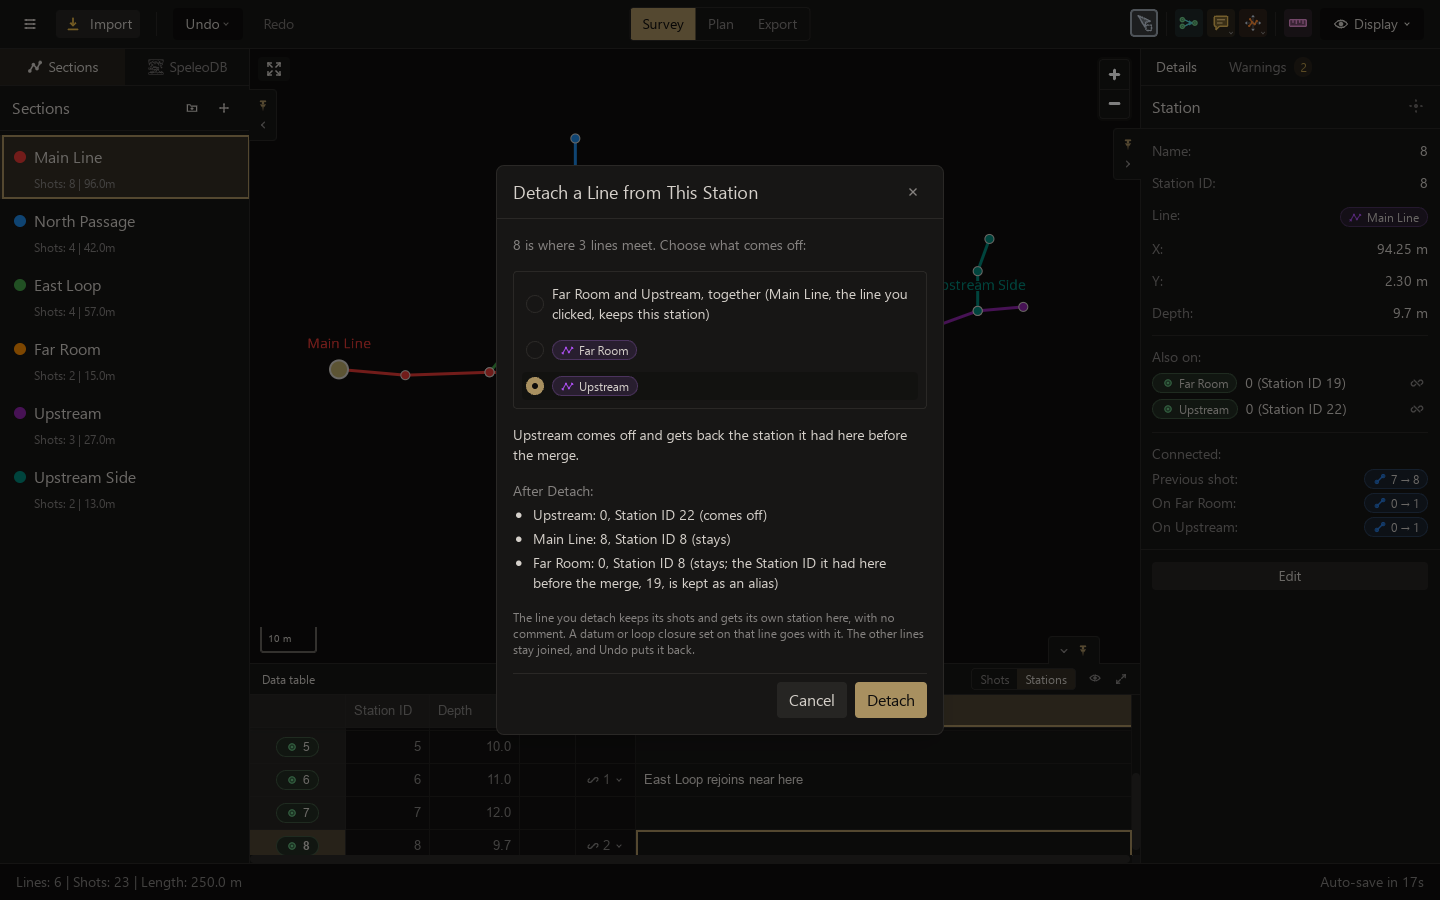 Import
Undo
Redo
Survey
Plan
Export
Display
Sections
SpeleoDB
Details
Warnings 2
Sections
Station
Main Line
Shots: 8 | 96.0m
North Passage
Shots: 4 | 42.0m
East Loop
Shots: 4 | 57.0m
Far Room
Shots: 2 | 15.0m
Upstream
Shots: 3 | 27.0m
Upstream Side
Shots: 2 | 13.0m
Main Line
pstream Side
10 m
Detach a Line from This Station
8 is where 3 lines meet. Choose what comes off:
Far Room and Upstream, together (Main Line, the line you
clicked, keeps this station)
Far Room
Upstream
Upstream comes off and gets back the station it had here before
the merge.
After Detach:
• Upstream: 0, Station ID 22 (comes off)
• Main Line: 8, Station ID 8 (stays)
• Far Room: 0, Station ID 8 (stays; the Station ID it had here
before the merge, 19, is kept as an alias)
The line you detach keeps its shots and gets its own station here, with no
comment. A datum or loop closure set on that line goes with it. The other lines
stay joined, and Undo puts it back.
Cancel
Detach
Name: 8
Station ID: 8
Line: Main Line
X: 94.25 m
Y: 2.30 m
Depth: 9.7 m
Also on:
Far Room 0 (Station ID 19)
Upstream 0 (Station ID 22)
Connected:
Previous shot: 7 → 8
On Far Room: 0 → 1
On Upstream: 0 → 1
Edit
Data table
Shots
Stations
Station ID
Depth
5 5 10.0
6 6 11.0 1 East Loop rejoins near here
7 7 12.0
8 8 9.7 2
Lines: 6 | Shots: 23 | Length: 250.0 m
Auto-save in 17s